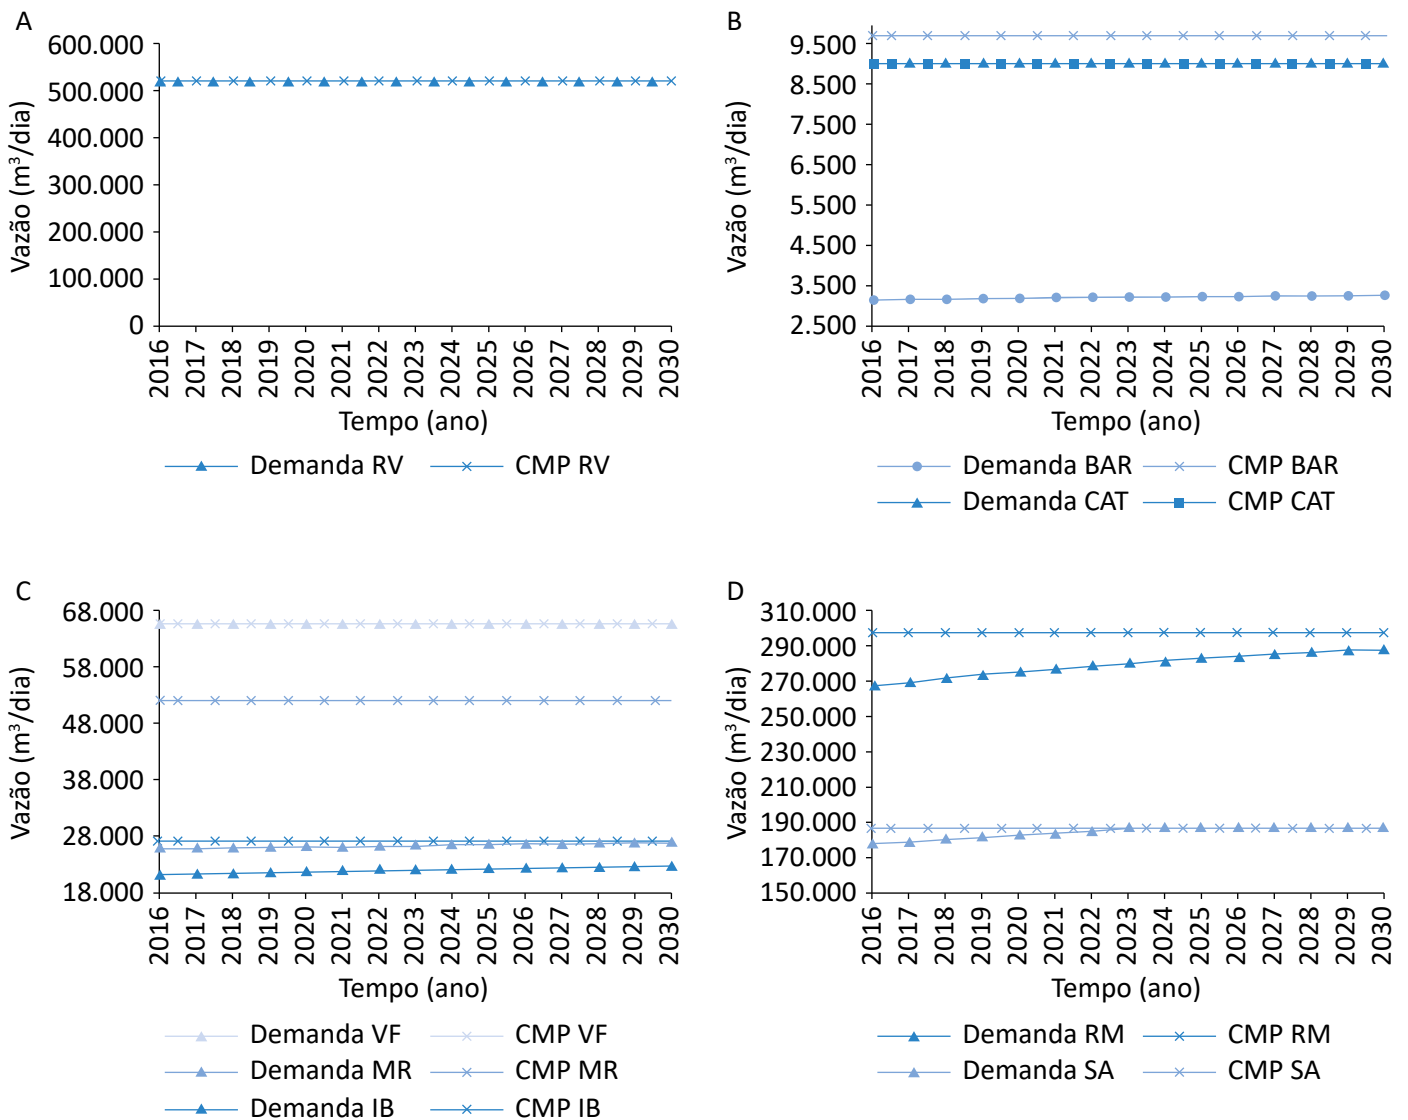 A
Vazão (m³/dia)
600.000
500.000
400.000
300.000
200.000
100.000
0
2016 2017 2018 2019 2020 2021 2022 2023 2024 2025 2026 2027 2028 2029 2030
Tempo (ano)
Demanda RV CMP RV
B
Vazão (m³/dia)
9.500
8.500
7.500
6.500
5.500
4.500
3.500
2.500
2016 2017 2018 2019 2020 2021 2022 2023 2024 2025 2026 2027 2028 2029 2030
Tempo (ano)
Demanda BAR CMP BAR
Demanda CAT CMP CAT
C
Vazão (m³/dia)
68.000
58.000
48.000
38.000
28.000
18.000
2016 2017 2018 2019 2020 2021 2022 2023 2024 2025 2026 2027 2028 2029 2030
Tempo (ano)
Demanda VF CMP VF
Demanda MR CMP MR
Demanda IB CMP IB
D
Vazão (m³/dia)
310.000
290.000
270.000
250.000
230.000
210.000
190.000
170.000
150.000
2016 2017 2018 2019 2020 2021 2022 2023 2024 2025 2026 2027 2028 2029 2030
Tempo (ano)
Demanda RM CMP RM
Demanda SA CMP SA